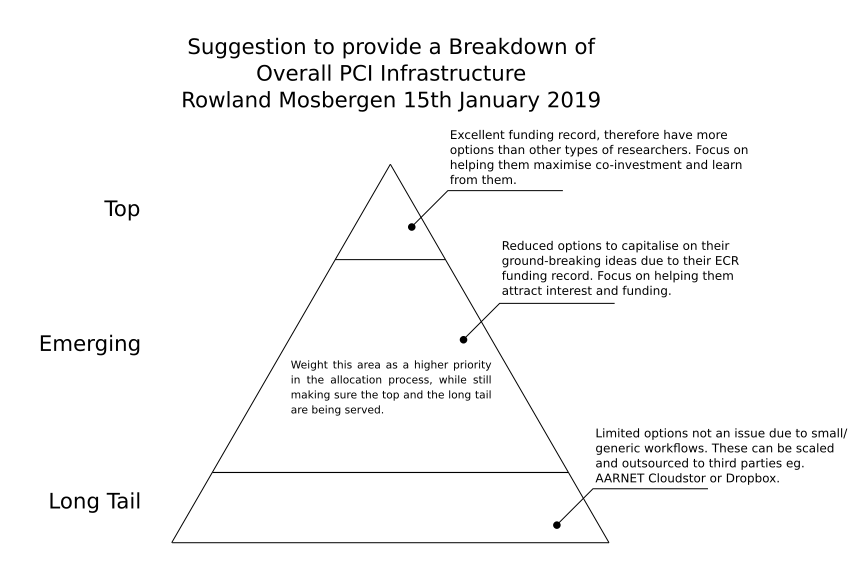 Suggestion to provide a Breakdown of
Overall PCI Infrastructure
Rowland Mosbergen 15th January 2019
Excellent funding record, therefore have more
options than other types of researchers. Focus on
helping them maximise co-investment and learn
from them.
Top
Reduced options to capitalise on their
ground-breaking ideas due to their ECR
funding record. Focus on helping them
attract interest and funding.
Emerging
Weight this area as a higher priority
in the allocation process, while still
making sure the top and the long tail
are being served.
Limited options not an issue due to small/
generic workflows. These can be scaled
and outsourced to third parties eg.
AARNET Cloudstor or Dropbox.
Long Tail